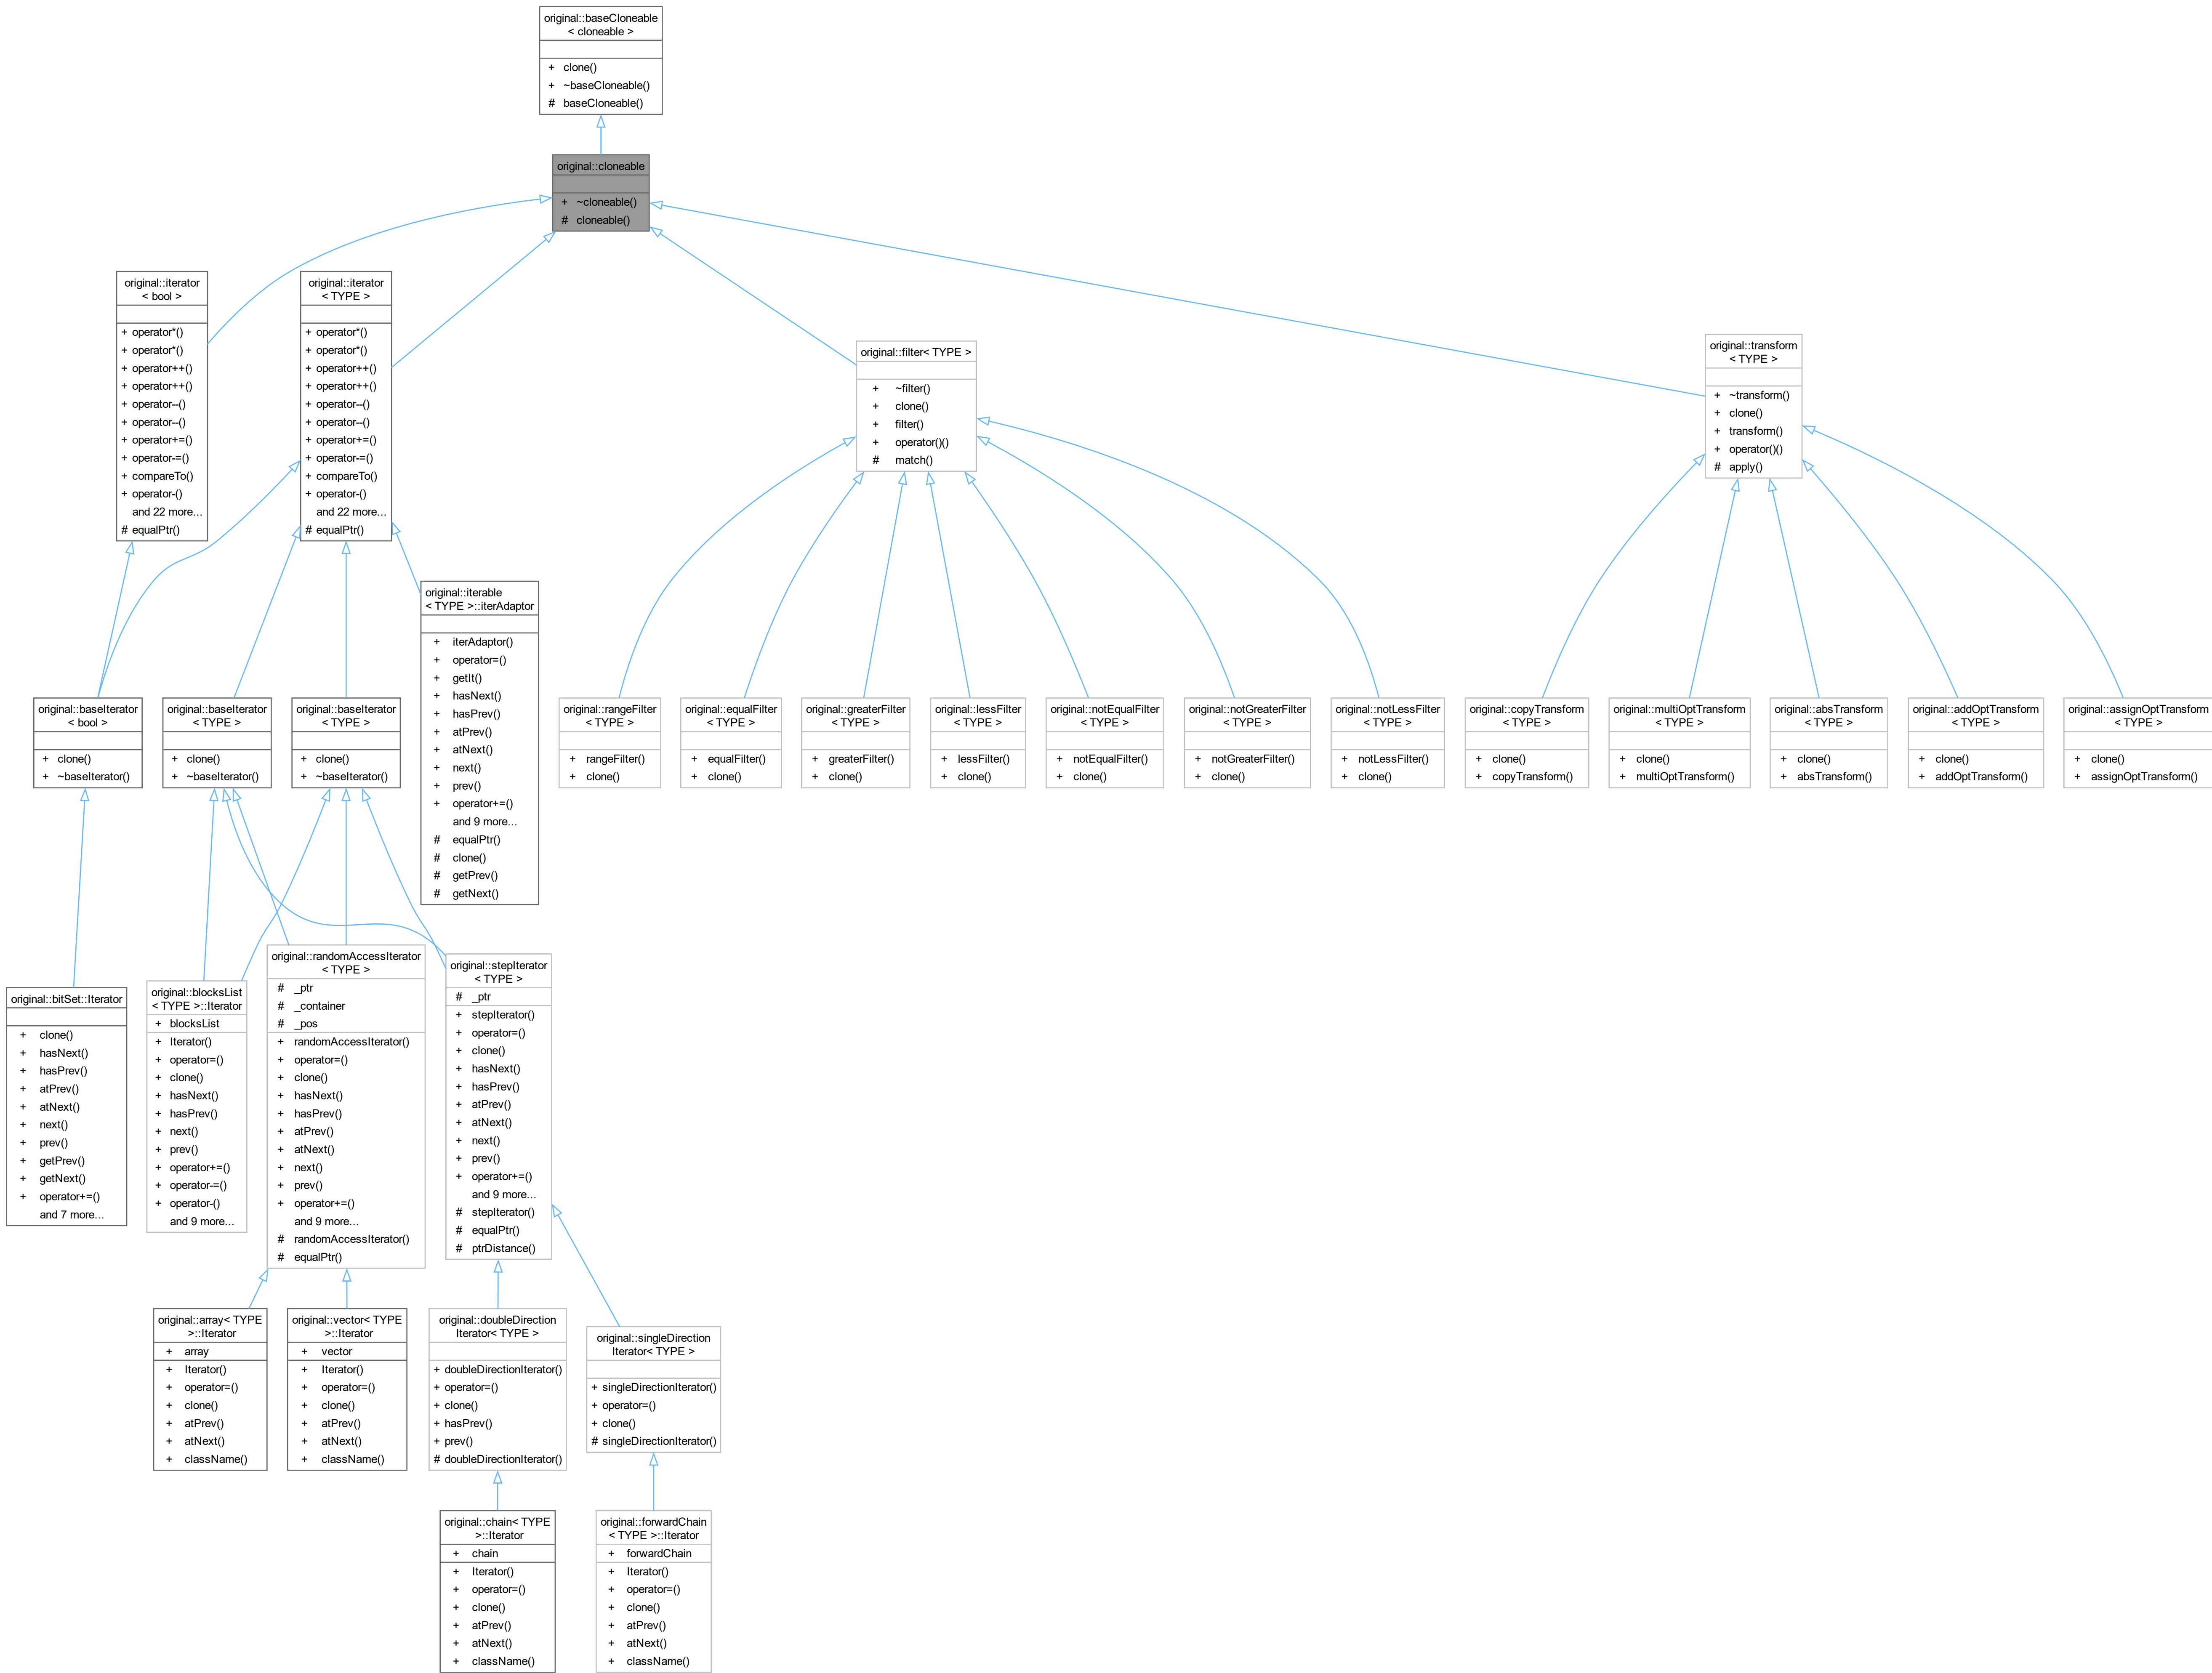 original::baseCloneable
< cloneable >
+ clone()
+ ~baseCloneable()
# baseCloneable()
original::cloneable
+ ~cloneable()
# cloneable()
original::iterator
< bool >
+ operator*()
+ operator*()
+ operator++()
+ operator++()
+ operator--()
+ operator--()
+ operator+=()
+ operator-=()
+ compareTo()
+ operator-()
and 22 more...
# equalPtr()
original::iterator
< TYPE >
+ operator*()
+ operator*()
+ operator++()
+ operator++()
+ operator--()
+ operator--()
+ operator+=()
+ operator-=()
+ compareTo()
+ operator-()
and 22 more...
# equalPtr()
original::filter< TYPE >
+ ~filter()
+ clone()
+ filter()
+ operator()()
# match()
original::transform
< TYPE >
+ ~transform()
+ clone()
+ transform()
+ operator()()
# apply()
original::iterable
< TYPE >::iterAdaptor
+ iterAdaptor()
+ operator=()
+ getIt()
+ hasNext()
+ hasPrev()
+ atPrev()
+ atNext()
+ next()
+ prev()
+ operator+=()
and 9 more...
# equalPtr()
# clone()
# getPrev()
# getNext()
original::baseIterator
< bool >
+ clone()
+ ~baseIterator()
original::baseIterator
< TYPE >
+ clone()
+ ~baseIterator()
original::baseIterator
< TYPE >
+ clone()
+ ~baseIterator()
original::rangeFilter
< TYPE >
+ rangeFilter()
+ clone()
original::equalFilter
< TYPE >
+ equalFilter()
+ clone()
original::greaterFilter
< TYPE >
+ greaterFilter()
+ clone()
original::lessFilter
< TYPE >
+ lessFilter()
+ clone()
original::notEqualFilter
< TYPE >
+ notEqualFilter()
+ clone()
original::notGreaterFilter
< TYPE >
+ notGreaterFilter()
+ clone()
original::notLessFilter
< TYPE >
+ notLessFilter()
+ clone()
original::copyTransform
< TYPE >
+ clone()
+ copyTransform()
original::multiOptTransform
< TYPE >
+ clone()
+ multiOptTransform()
original::absTransform
< TYPE >
+ clone()
+ absTransform()
original::addOptTransform
< TYPE >
+ clone()
+ addOptTransform()
original::assignOptTransform
< TYPE >
+ clone()
+ assignOptTransform()
original::bitSet::Iterator
+ clone()
+ hasNext()
+ hasPrev()
+ atPrev()
+ atNext()
+ next()
+ prev()
+ getPrev()
+ getNext()
+ operator+=()
and 7 more...
original::blocksList
< TYPE >::Iterator
+ blocksList
+ Iterator()
+ operator=()
+ clone()
+ hasNext()
+ hasPrev()
+ next()
+ prev()
+ operator+=()
+ operator-=()
+ operator-()
and 9 more...
original::randomAccessIterator
< TYPE >
# _ptr
# _container
# _pos
+ randomAccessIterator()
+ operator=()
+ clone()
+ hasNext()
+ hasPrev()
+ atPrev()
+ atNext()
+ next()
+ prev()
+ operator+=()
and 9 more...
# randomAccessIterator()
# equalPtr()
original::stepIterator
< TYPE >
# _ptr
+ stepIterator()
+ operator=()
+ clone()
+ hasNext()
+ hasPrev()
+ atPrev()
+ atNext()
+ next()
+ prev()
+ operator+=()
and 9 more...
# stepIterator()
# equalPtr()
# ptrDistance()
original::array< TYPE
>::Iterator
+ array
+ Iterator()
+ operator=()
+ clone()
+ atPrev()
+ atNext()
+ className()
original::vector< TYPE
>::Iterator
+ vector
+ Iterator()
+ operator=()
+ clone()
+ atPrev()
+ atNext()
+ className()
original::doubleDirection
Iterator< TYPE >
+ doubleDirectionIterator()
+ operator=()
+ clone()
+ hasPrev()
+ prev()
# doubleDirectionIterator()
original::singleDirection
Iterator< TYPE >
+ singleDirectionIterator()
+ operator=()
+ clone()
# singleDirectionIterator()
original::chain< TYPE
>::Iterator
+ chain
+ Iterator()
+ operator=()
+ clone()
+ atPrev()
+ atNext()
+ className()
original::forwardChain
< TYPE >::Iterator
+ forwardChain
+ Iterator()
+ operator=()
+ clone()
+ atPrev()
+ atNext()
+ className()